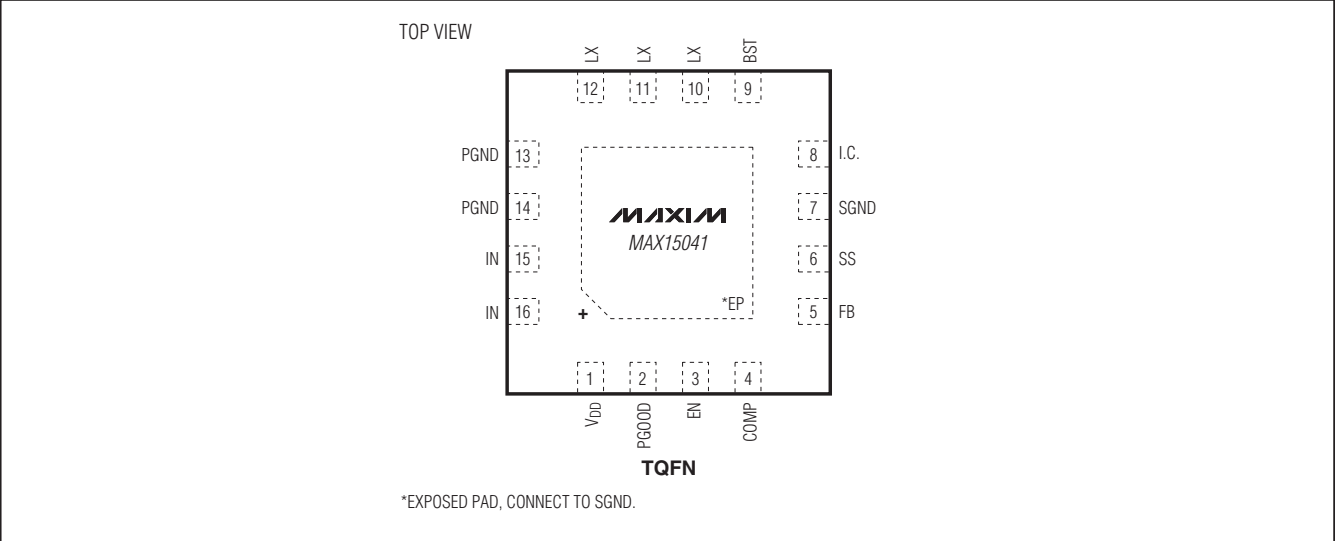 TOP VIEW
LX LX LX BST
12 11 10 9
PGND 13 8 I.C.
PGND 14 7 SGND
IN 15 6 SS
IN 16 5 FB
MAXIM
MAX15041
*EP
+
1 2 3 4
VDD PGOOD EN COMP
TQFN
*EXPOSED PAD, CONNECT TO SGND.